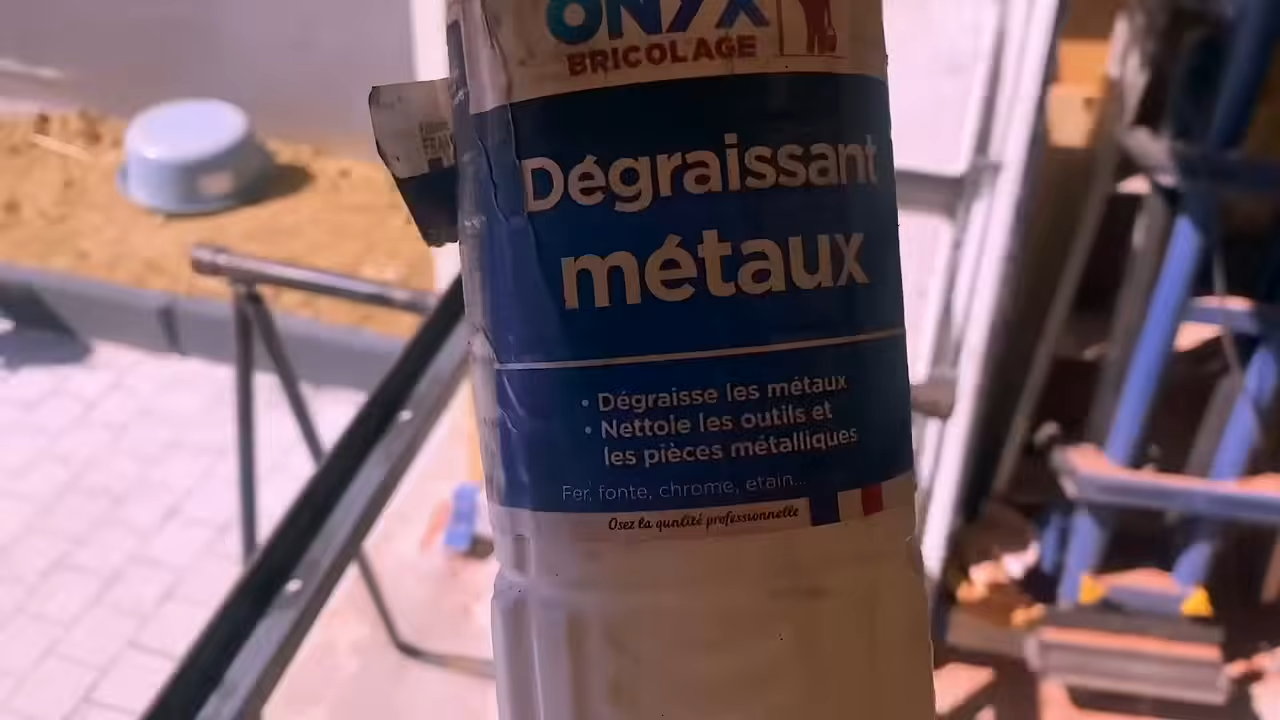 ONYX
BRICOLAGE
Dégraissant
métaux
• Dégraisse les métaux
• Nettoie les outils et
les pièces métalliques
Fer, fonte, chrome, etain...
Osez la qualité professionnelle